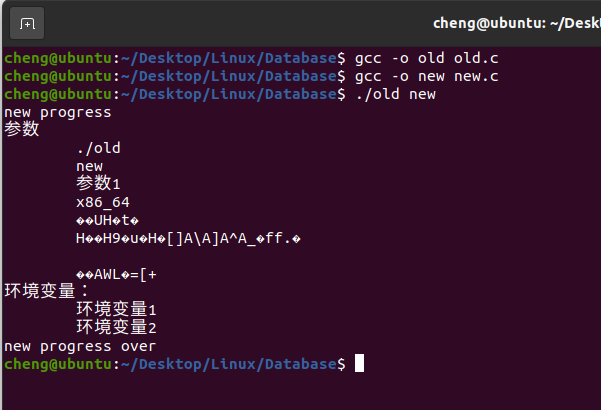 cheng@ubuntu: ~/Deskt
cheng@ubuntu:~/Desktop/Linux/Database$ gcc -o old old.c
cheng@ubuntu:~/Desktop/Linux/Database$ gcc -o new new.c
cheng@ubuntu:~/Desktop/Linux/Database$ ./old new
new progress
参数
./old
new
参数1
x86_64
��UH�t�
H��H9�u�H�[]A\A]A^A_�ff.�
��AWL�=[+
环境变量：
环境变量1
环境变量2
new progress over
cheng@ubuntu:~/Desktop/Linux/Database$